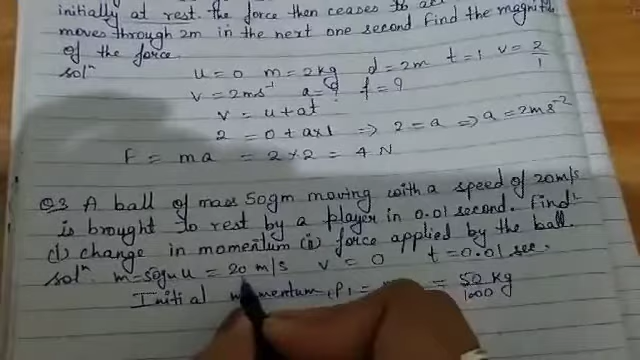 initially at rest. The force then ceases to act
moves through 2m in the next one second find the magnit
of the force.
solⁿ u = 0 m = 2kg d = 2m t = 1 v = 2/1
v = 2ms⁻¹ a = ? f = ?
v = u + at
2 = 0 + a×1 ⇒ 2 = a ⇒ a = 2ms⁻²
F = ma = 2×2 = 4 N
Q3 A ball of mass 50gm moving with a speed of 20m/s
is brought to rest by a player in 0.01 second. Find
(i) change in momentum (ii) force applied by the ball.
solⁿ m = 50gm u = 20 m/s v = 0 t = 0.01 sec.
Initial momentum, P₁ = = 50/1000 kg